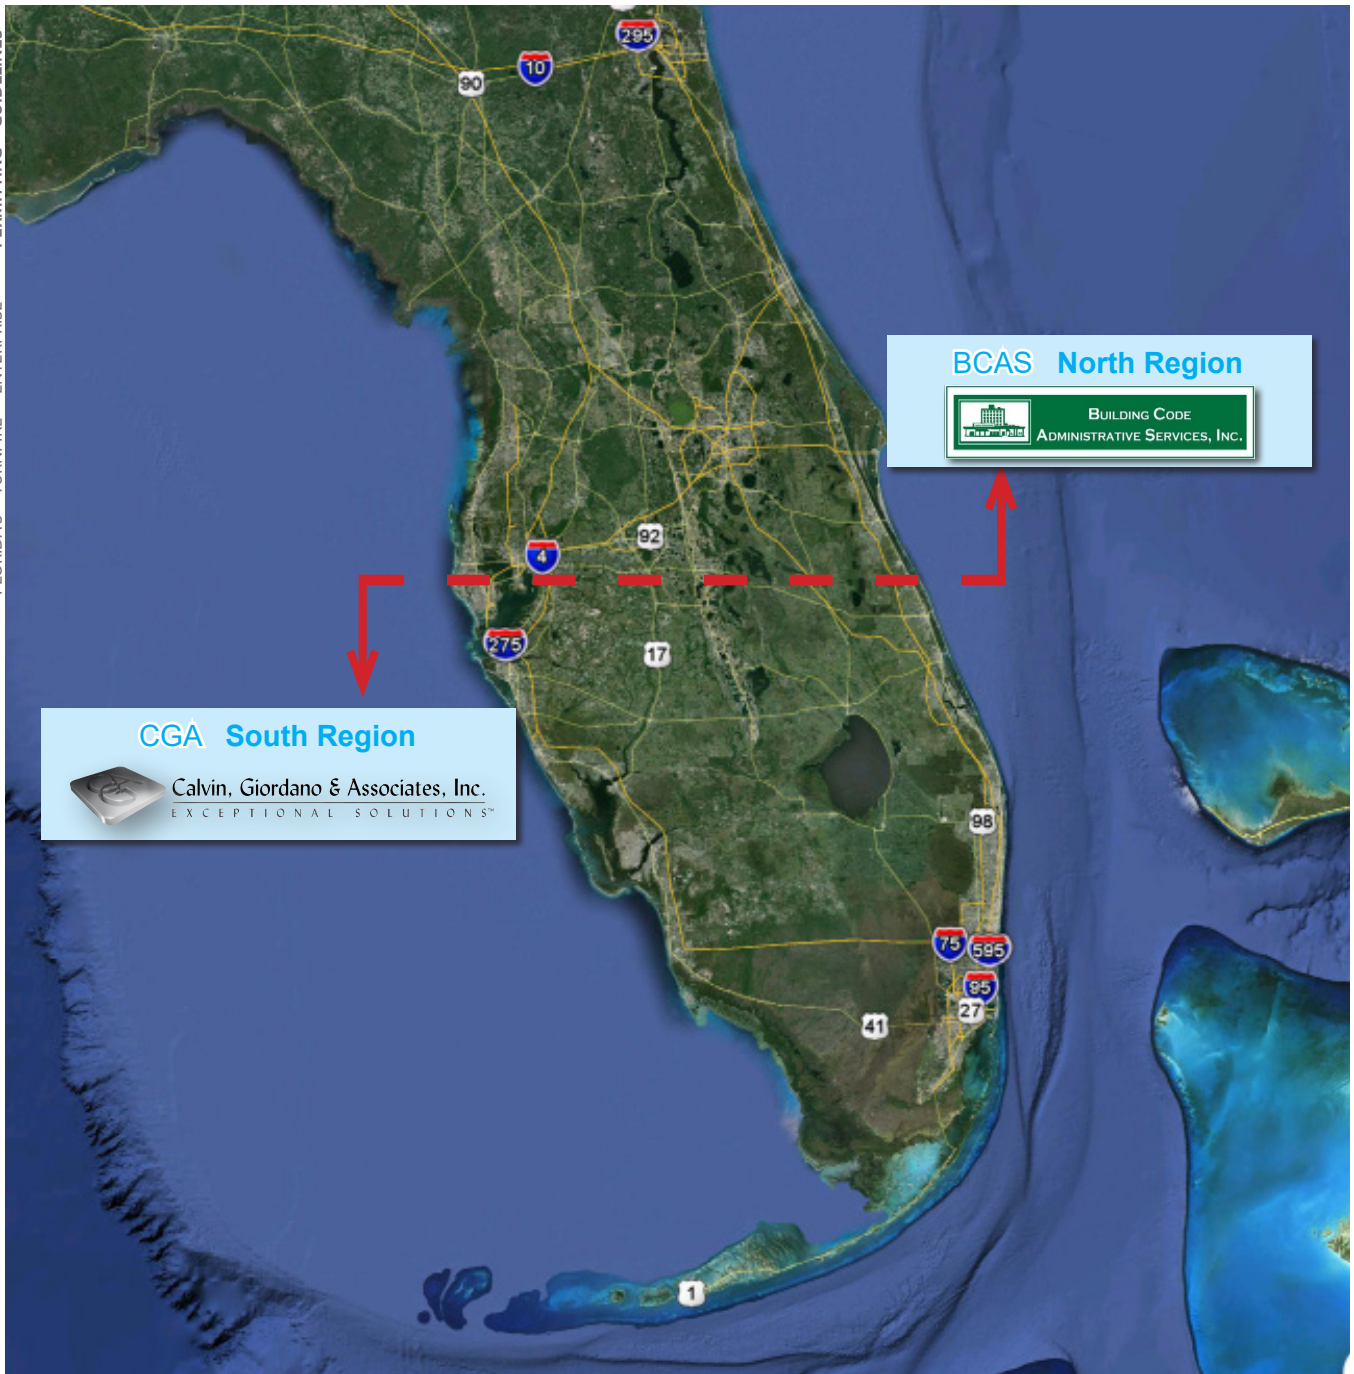 295
10
90
BCAS North Region
BUILDING CODE
ADMINISTRATIVE SERVICES, INC.
92
4
275
17
CGA South Region
Calvin, Giordano & Associates, Inc.
EXCEPTIONAL SOLUTIONS™
98
75
595
95
27
41
1